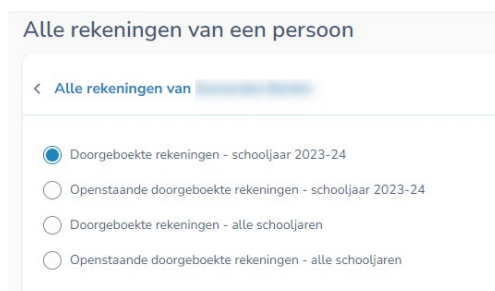 Alle rekeningen van een persoon
Alle rekeningen van
Doorgeboekte rekeningen - schooljaar 2023-24
Openstaande doorgeboekte rekeningen - schooljaar 2023-24
Doorgeboekte rekeningen - alle schooljaren
Openstaande doorgeboekte rekeningen - alle schooljaren